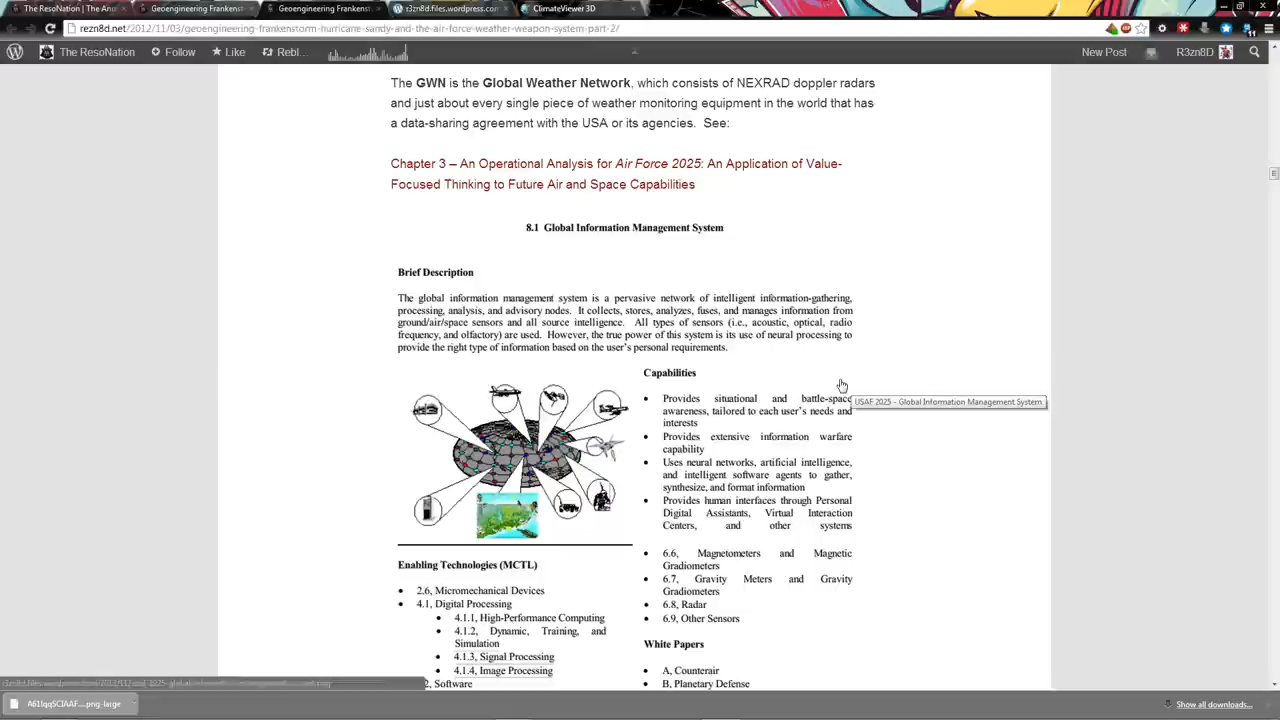 The ResoNation | The Ano
Geoengineering Frankenst
Geoengineering Frankenst
r3zn8d.files.wordpress.com
ClimateViewer 3D
rezn8d.net/2012/11/03/geoengineering-frankenstorm-hurricane-sandy-and-the-air-force-weather-weapon-system-part-2/
The ResoNation
Follow
Like
Rebl...
New Post
R3zn8D
The GWN is the Global Weather Network, which consists of NEXRAD doppler radars
and just about every single piece of weather monitoring equipment in the world that has
a data-sharing agreement with the USA or its agencies. See:
Chapter 3 – An Operational Analysis for Air Force 2025: An Application of Value-
Focused Thinking to Future Air and Space Capabilities
8.1 Global Information Management System
Brief Description
The global information management system is a pervasive network of intelligent information-gathering,
processing, analysis, and advisory nodes. It collects, stores, analyzes, fuses, and manages information from
ground/air/space sensors and all source intelligence. All types of sensors (i.e., acoustic, optical, radio
frequency, and olfactory) are used. However, the true power of this system is its use of neural processing to
provide the right type of information based on the user's personal requirements.
Capabilities
• Provides situational and battle-space
awareness, tailored to each user's needs and
interests
• Provides extensive information warfare
capability
• Uses neural networks, artificial intelligence,
and intelligent software agents to gather,
synthesize, and format information
• Provides human interfaces through Personal
Digital Assistants, Virtual Interaction
Centers, and other systems
USAF 2025 - Global Information Management System
• 6.6, Magnetometers and Magnetic
Gradiometers
• 6.7, Gravity Meters and Gravity
Gradiometers
• 6.8, Radar
• 6.9, Other Sensors
White Papers
• A, Counterair
• B, Planetary Defense
Enabling Technologies (MCTL)
• 2.6, Micromechanical Devices
• 4.1, Digital Processing
• 4.1.1, High-Performance Computing
• 4.1.2, Dynamic, Training, and
Simulation
• 4.1.3, Signal Processing
• 4.1.4, Image Processing
2, Software
A61IqqSCIAAF....png-large
Show all downloads...